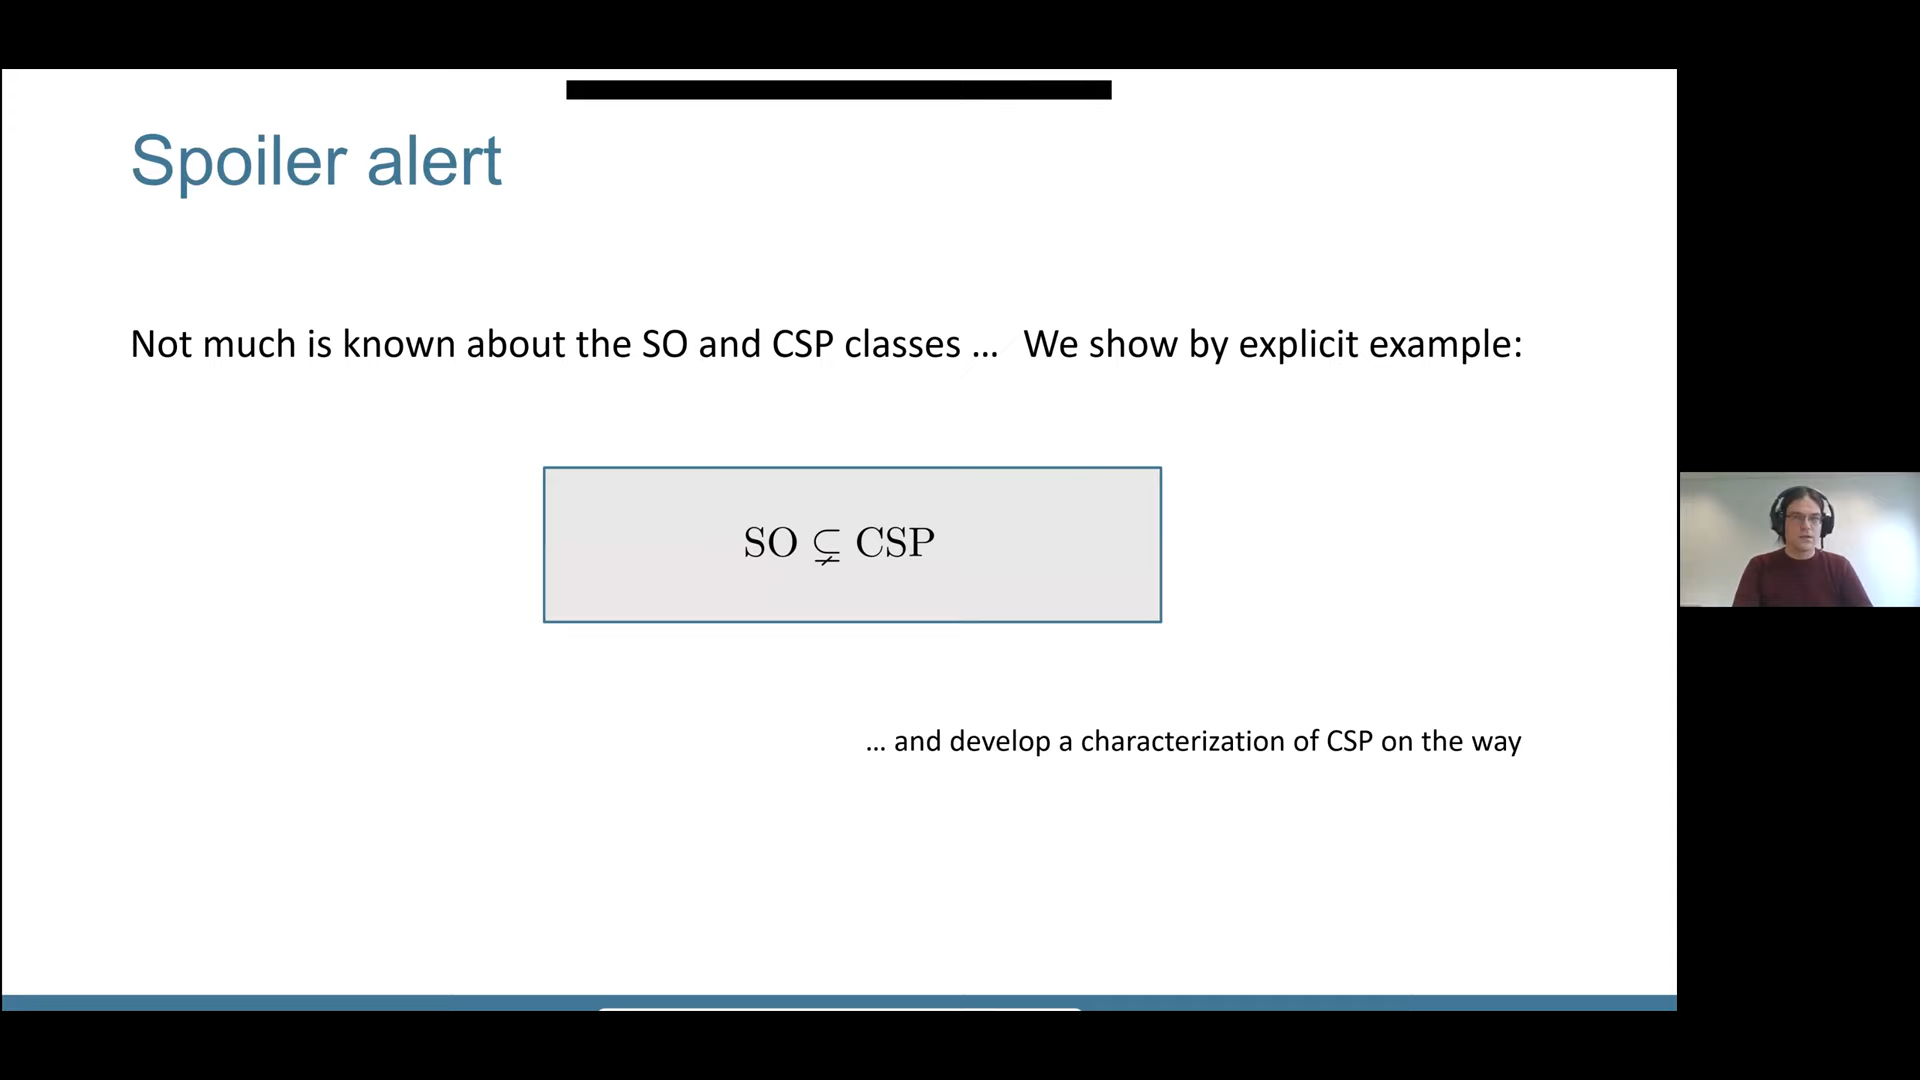 Spoiler alert
Not much is known about the SO and CSP classes … We show by explicit example:
SO ⊊ CSP
… and develop a characterization of CSP on the way